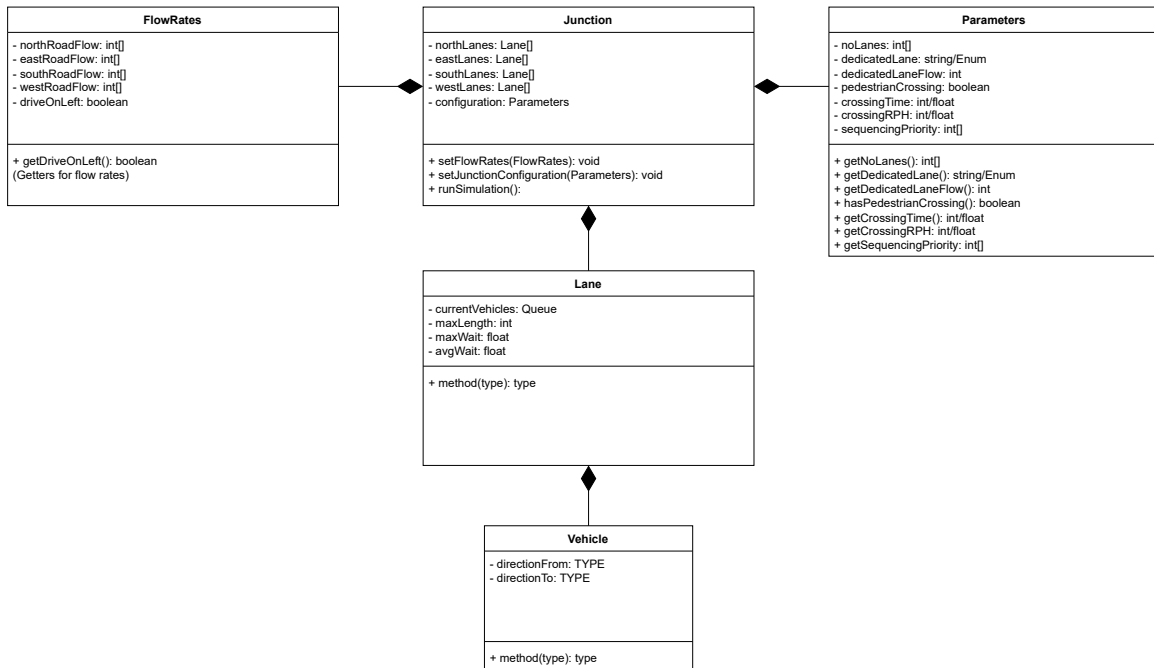 FlowRates
- northRoadFlow: int[]
- eastRoadFlow: int[]
- southRoadFlow: int[]
- westRoadFlow: int[]
- driveOnLeft: boolean
+ getDriveOnLeft(): boolean
(Getters for flow rates)
Junction
- northLanes: Lane[]
- eastLanes: Lane[]
- southLanes: Lane[]
- westLanes: Lane[]
- configuration: Parameters
+ setFlowRates(FlowRates): void
+ setJunctionConfiguration(Parameters): void
+ runSimulation():
Parameters
- noLanes: int[]
- dedicatedLane: string/Enum
- dedicatedLaneFlow: int
- pedestrianCrossing: boolean
- crossingTime: int/float
- crossingRPH: int/float
- sequencingPriority: int[]
+ getNoLanes(): int[]
+ getDedicatedLane(): string/Enum
+ getDedicatedLaneFlow(): int
+ hasPedestrianCrossing(): boolean
+ getCrossingTime(): int/float
+ getCrossingRPH: int/float
+ getSequencingPriority: int[]
Lane
- currentVehicles: Queue
- maxLength: int
- maxWait: float
- avgWait: float
+ method(type): type
Vehicle
- directionFrom: TYPE
- directionTo: TYPE
+ method(type): type